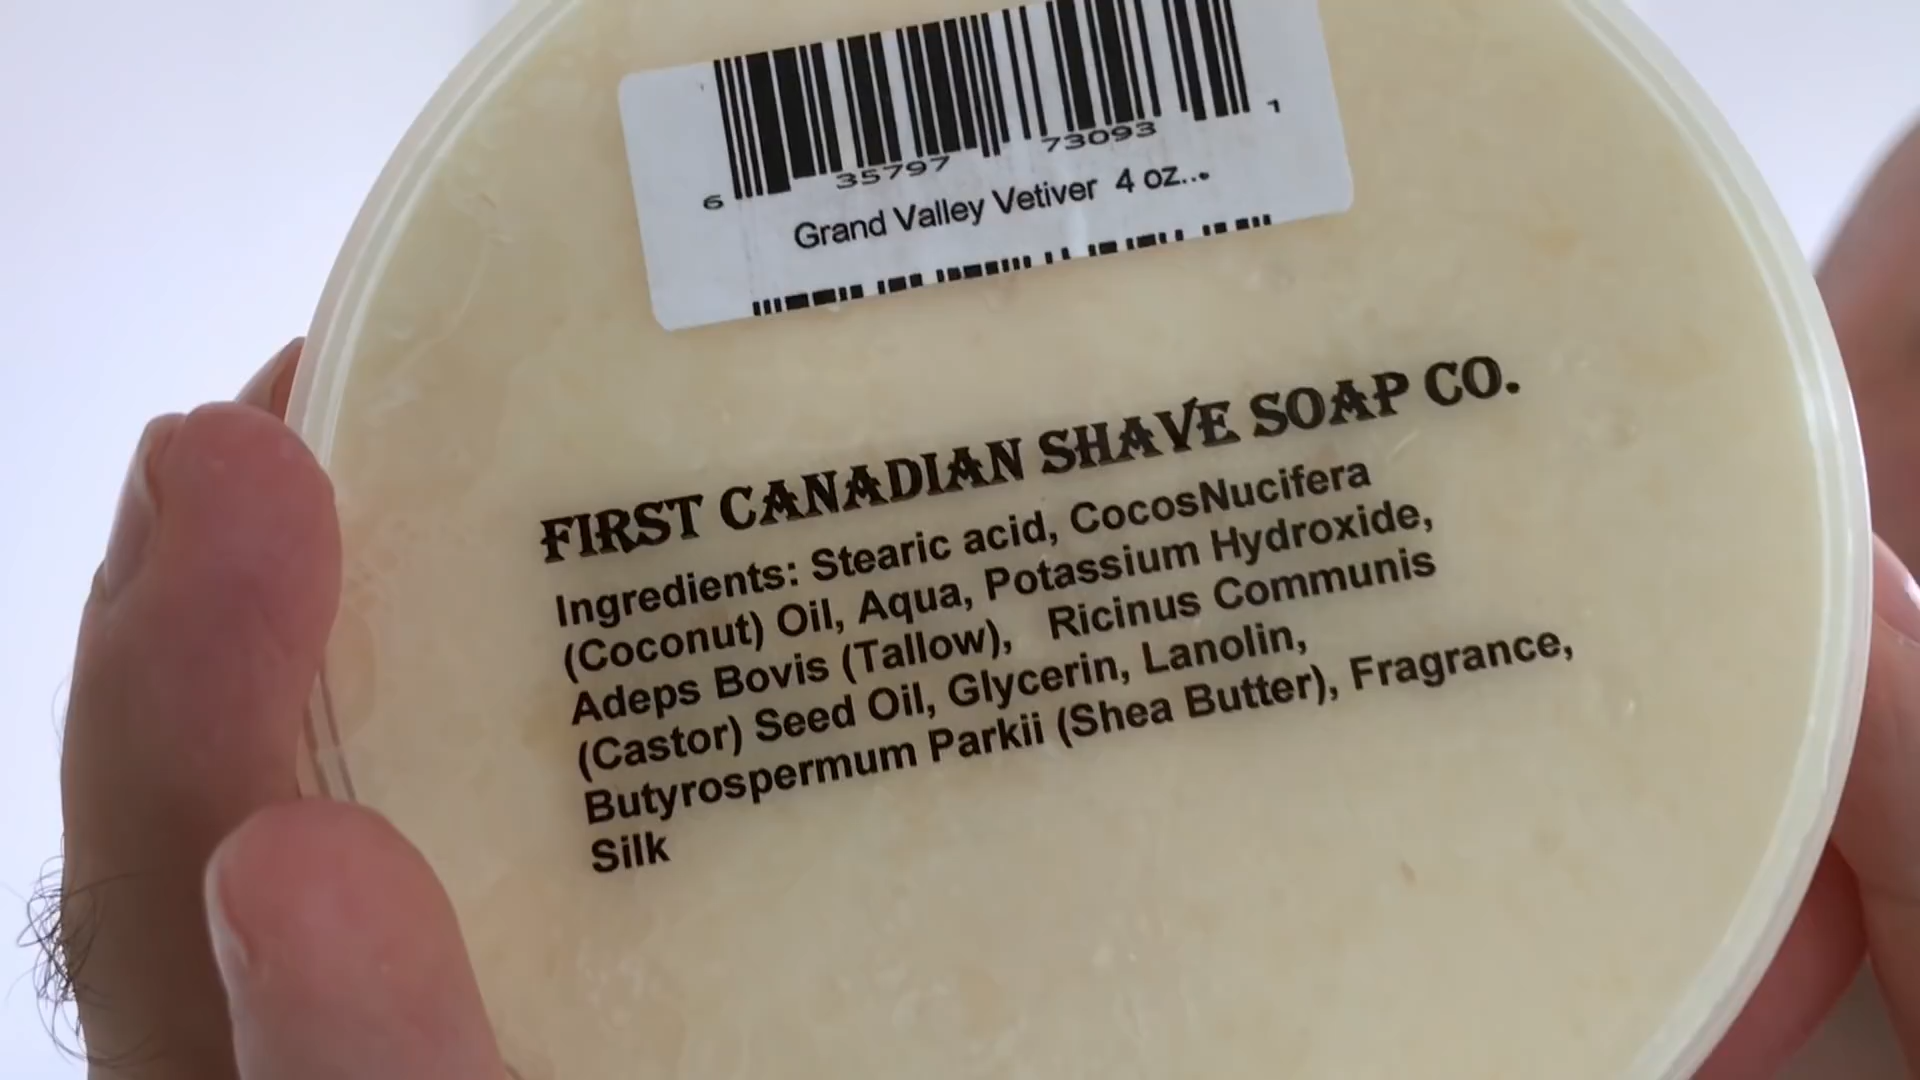 6 35797 73093 1
Grand Valley Vetiver 4 oz...
FIRST CANADIAN SHAVE SOAP CO.
Ingredients: Stearic acid, CocosNucifera
(Coconut) Oil, Aqua, Potassium Hydroxide,
Adeps Bovis (Tallow), Ricinus Communis
(Castor) Seed Oil, Glycerin, Lanolin,
Butyrospermum Parkii (Shea Butter), Fragrance,
Silk